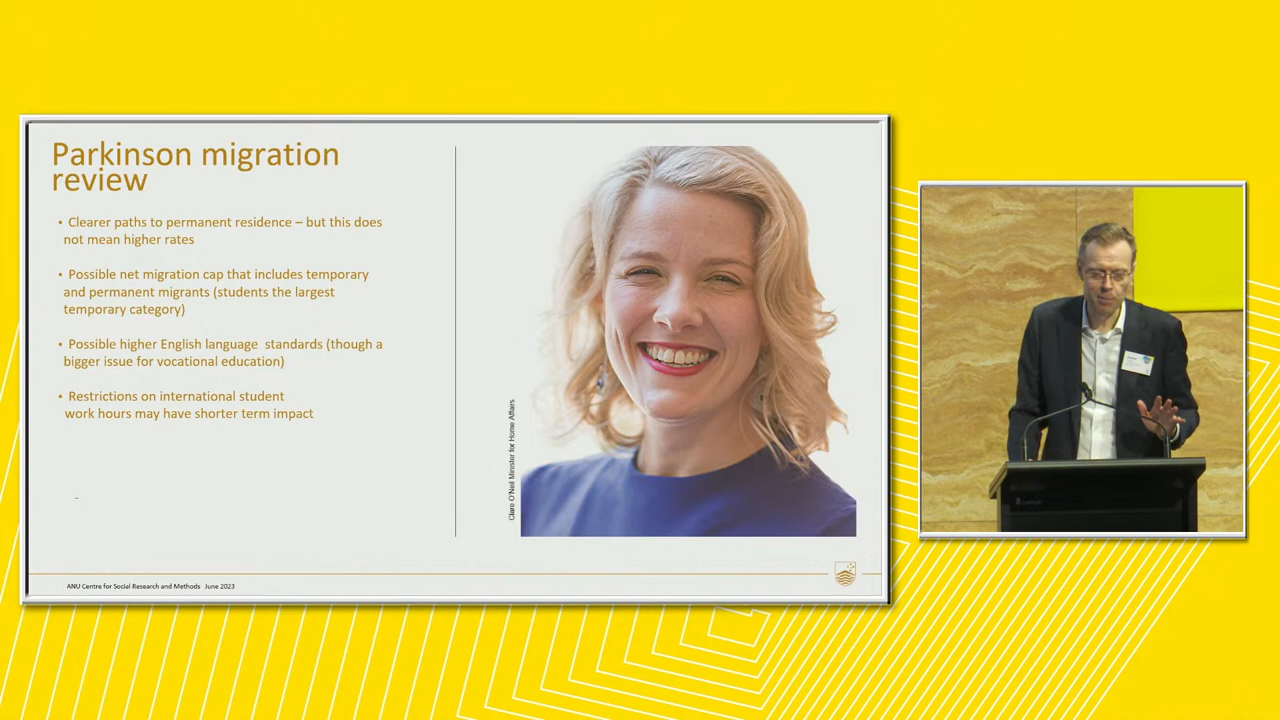 Parkinson migration
review
• Clearer paths to permanent residence – but this does
not mean higher rates
• Possible net migration cap that includes temporary
and permanent migrants (students the largest
temporary category)
• Possible higher English language  standards (though a
bigger issue for vocational education)
• Restrictions on international student
work hours may have shorter term impact
Clare O'Neil Minister for Home Affairs
ANU Centre for Social Research and Methods   June 2023